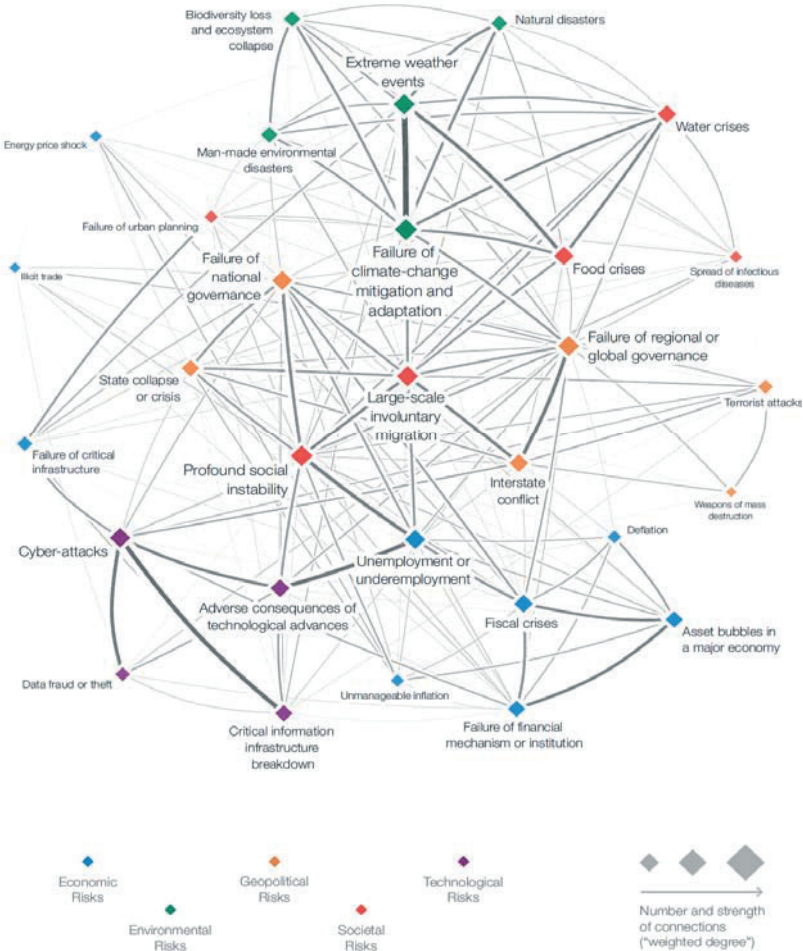 Biodiversity loss
and ecosystem
collapse
Natural disasters
Extreme weather
events
Energy price shock
Man-made environmental
disasters
Water crises
Failure of urban planning
Illicit trade
Failure of
national
governance
Failure of
climate-change
mitigation and
adaptation
Food crises
Spread of infectious
diseases
Failure of regional or
global governance
State collapse
or crisis
Large-scale
involuntary
migration
Terrorist attacks
Failure of critical
infrastructure
Profound social
instability
Interstate
conflict
Weapons of mass
destruction
Cyber-attacks
Unemployment or
underemployment
Deflation
Adverse consequences of
technological advances
Fiscal crises
Asset bubbles in
a major economy
Data fraud or theft
Unmanageable inflation
Critical information
infrastructure
breakdown
Failure of financial
mechanism or institution
Economic
Risks
Geopolitical
Risks
Technological
Risks
Environmental
Risks
Societal
Risks
Number and strength
of connections
("weighted degree")